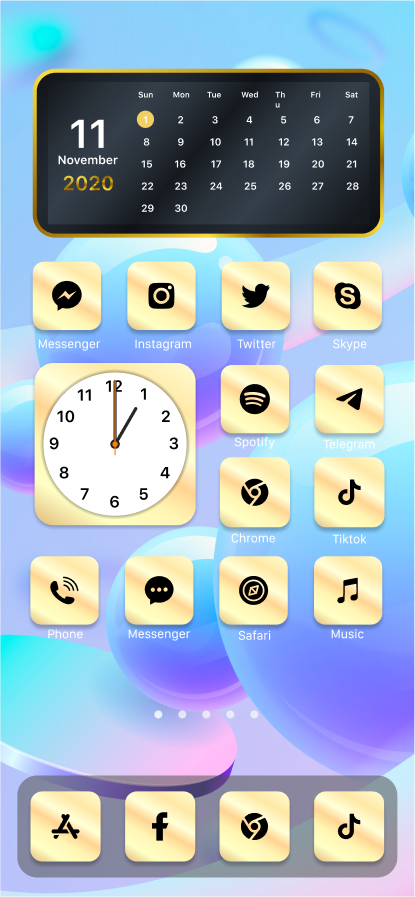 Sun Mon Tue Wed Th Fri Sat
u
1 2 3 4 5 6 7
8 9 10 11 12 13 14
15 16 17 18 19 20 21
22 23 24 25 26 27 28
29 30
11
November
2020
Messenger Instagram Twitter Skype
12
11 1
10 2
9 3
8 4
7 5
6
Spotify Telegram
Chrome Tiktok
Phone Messenger Safari Music